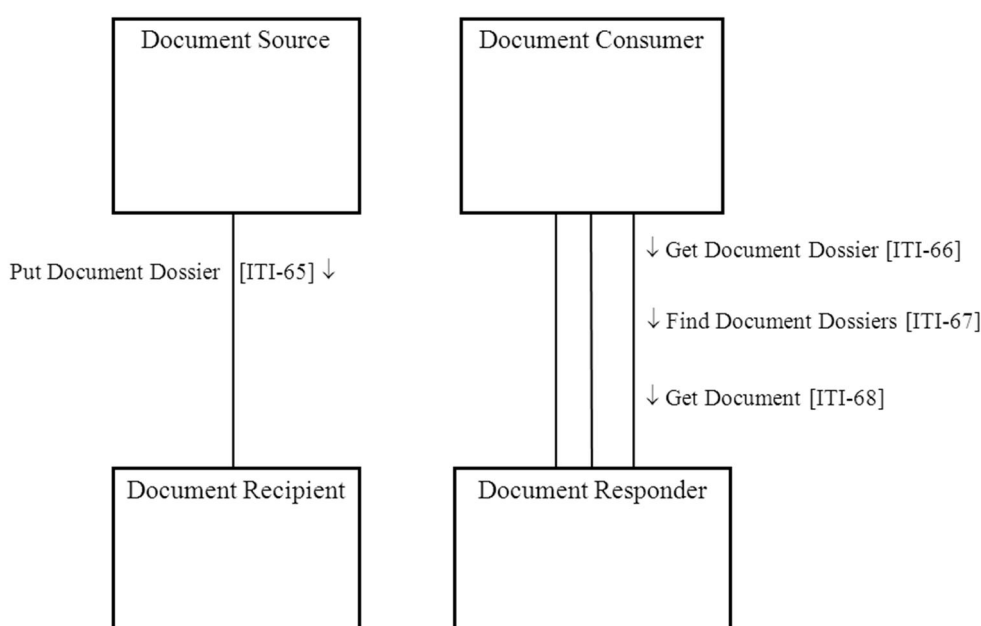 Document Source
Document Consumer
Put Document Dossier [ITI-65] ↓
↓ Get Document Dossier [ITI-66]
↓ Find Document Dossiers [ITI-67]
↓ Get Document [ITI-68]
Document Recipient
Document Responder